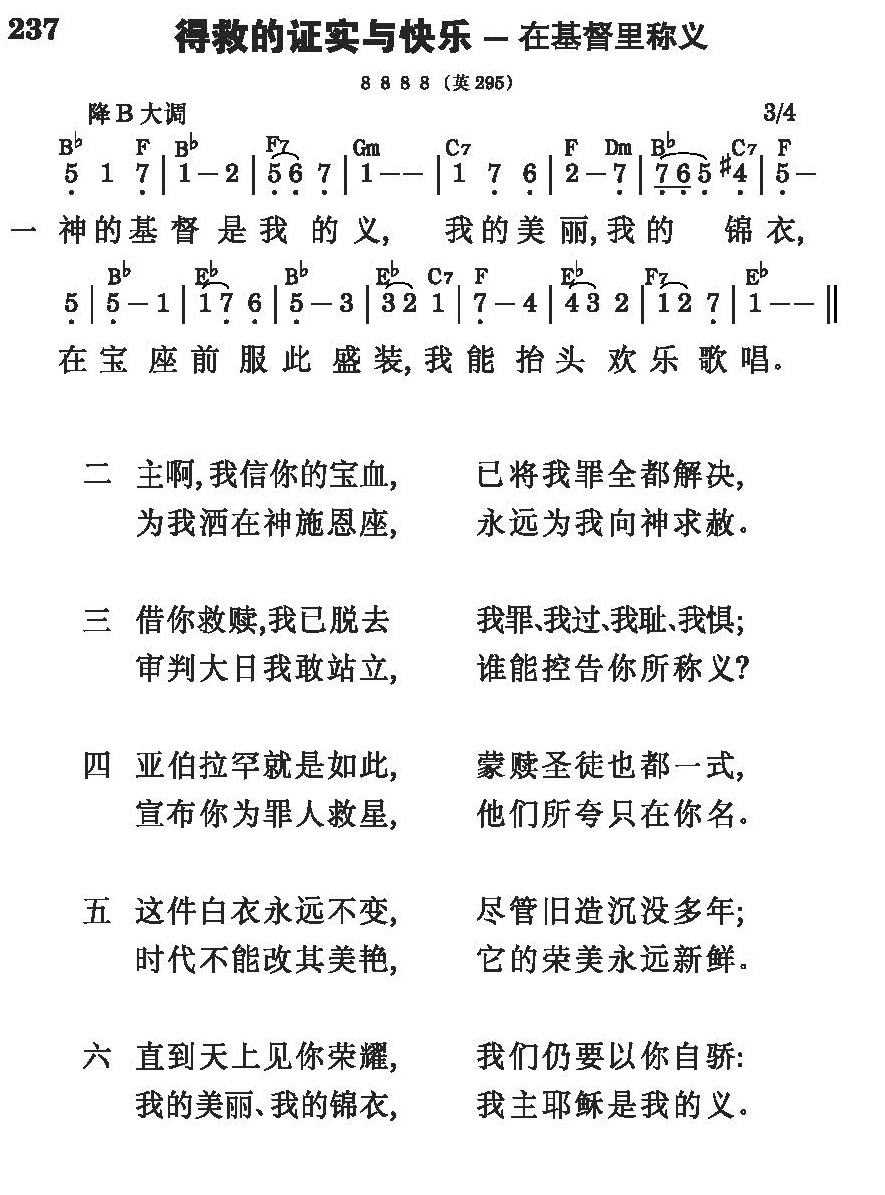 237 得救的证实与快乐 — 在基督里称义
8 8 8 8（英 295）
降 B 大调 3/4
B♭ F B♭ F7 Gm C7 F Dm B♭ C7 F
5̣ 1 7̣ | 1 – 2 | 5̣ 6̣ 7̣ | 1 – – | 1 7̣ 6̣ | 2 – 7̣ | 7̣ 6̣ 5̣ #4̣ | 5̣ –
一 神的基督是我的义, 我的美丽,我的锦衣,
B♭ E♭ B♭ E♭ C7 F E♭ F7 E♭
5̣ | 5̣ – 1 | 1 7̣ 6̣ | 5̣ – 3 | 3 2 1 | 7̣ – 4 | 4 3 2 | 1 2 7̣ | 1 – – ‖
在宝座前服此盛装,我能抬头欢乐歌唱。
二 主啊,我信你的宝血, 已将我罪全都解决,
为我洒在神施恩座, 永远为我向神求赦。
三 借你救赎,我已脱去 我罪、我过、我耻、我惧;
审判大日我敢站立, 谁能控告你所称义?
四 亚伯拉罕就是如此, 蒙赎圣徒也都一式,
宣布你为罪人救星, 他们所夸只在你名。
五 这件白衣永远不变, 尽管旧造沉没多年;
时代不能改其美艳, 它的荣美永远新鲜。
六 直到天上见你荣耀, 我们仍要以你自骄:
我的美丽、我的锦衣, 我主耶稣是我的义。